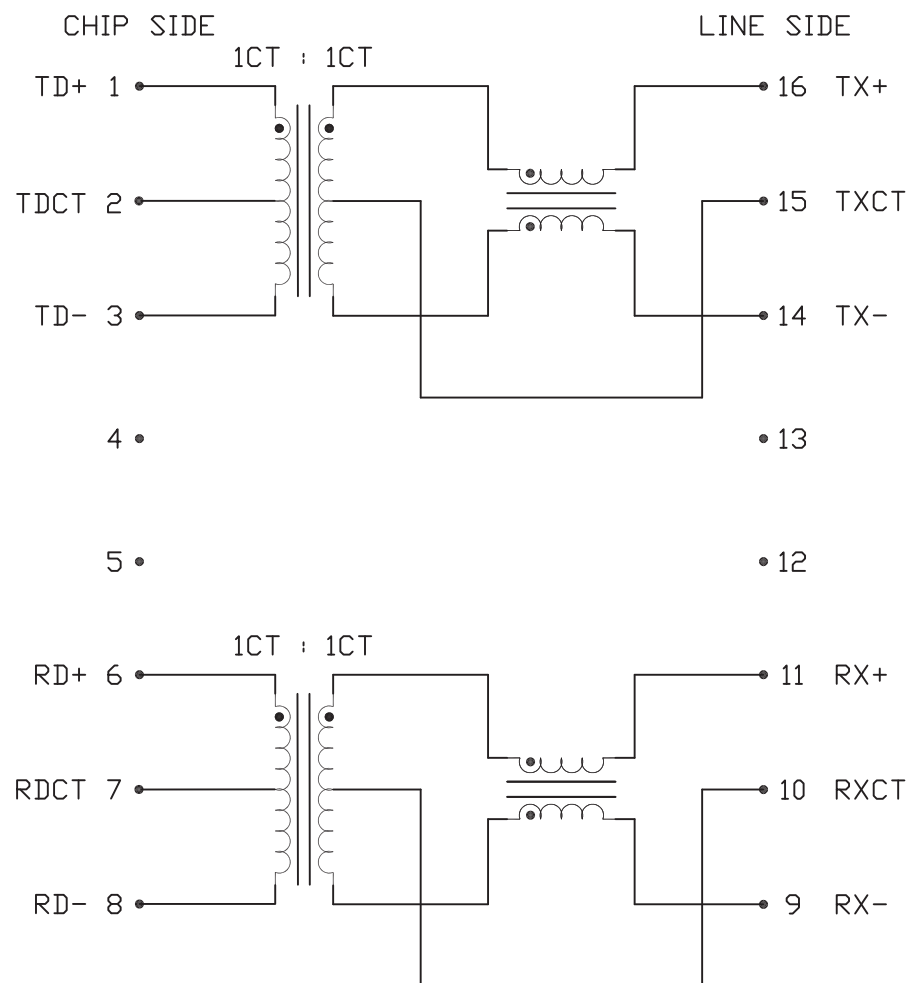 CHIP SIDE LINE SIDE
1CT : 1CT
TD+ 1 16 TX+
TDCT 2 15 TXCT
TD- 3 14 TX-
4 13
5 12
1CT : 1CT
RD+ 6 11 RX+
RDCT 7 10 RXCT
RD- 8 9 RX-